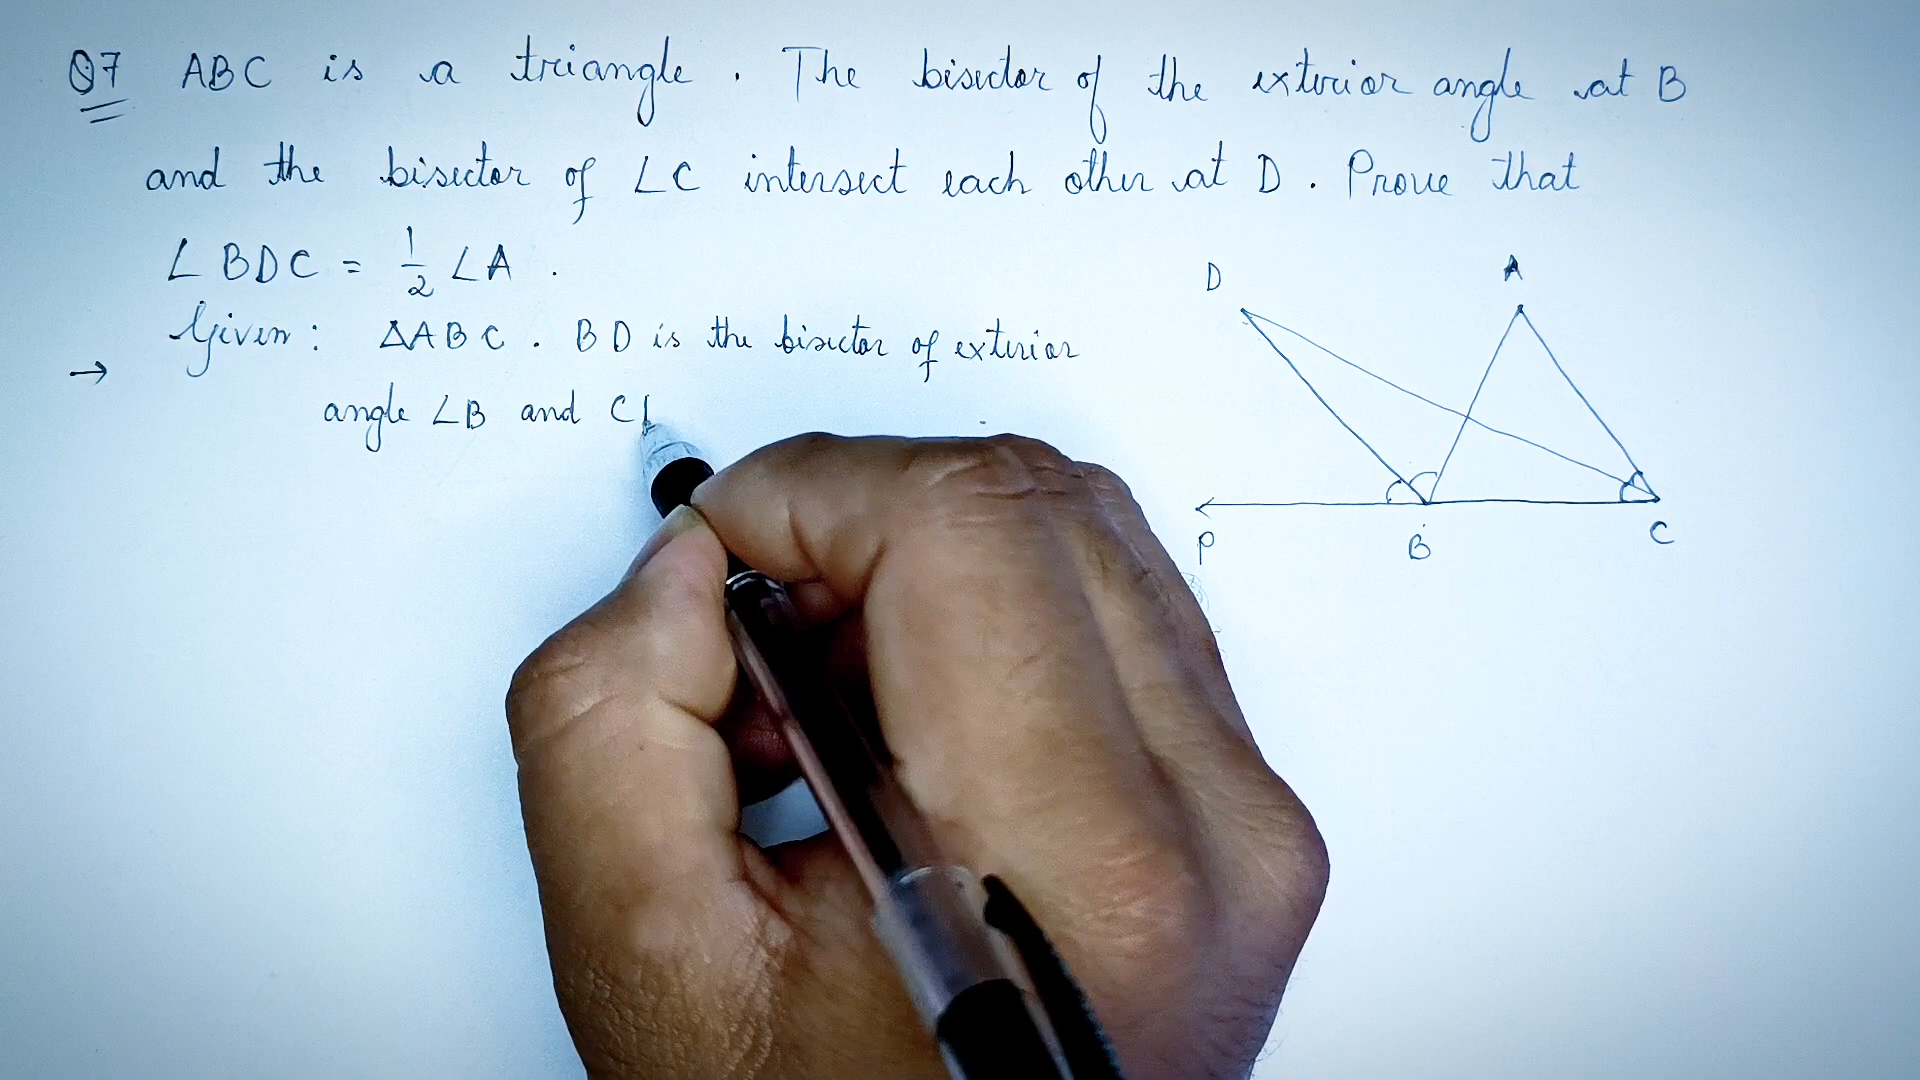 Q7 ABC is a triangle. The bisector of the exterior angle at B
and the bisector of ∠C intersect each other at D. Prove that
∠BDC = 1/2 ∠A.
→ Given: ΔABC. BD is the bisector of exterior
angle ∠B and C
D A
P B C